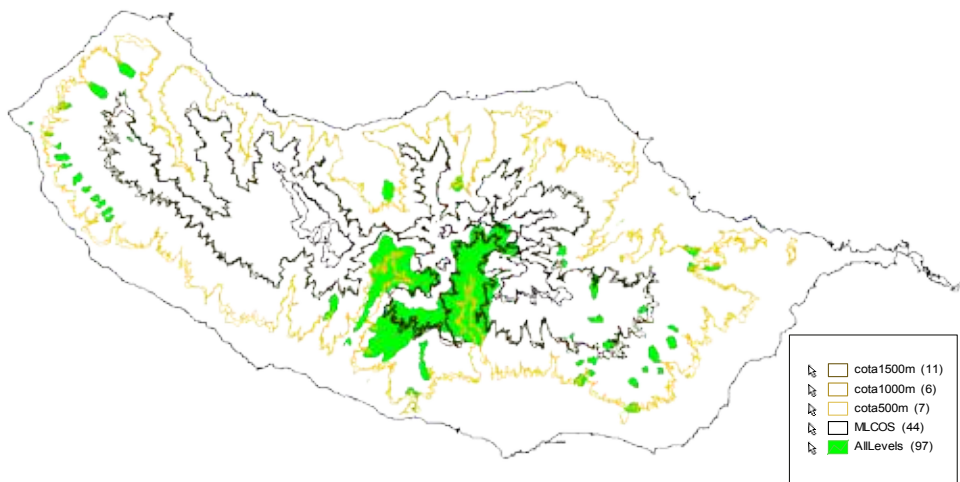 cota1500m (11)
cota1000m (6)
cota500m (7)
MLCOS (44)
AllLevels (97)